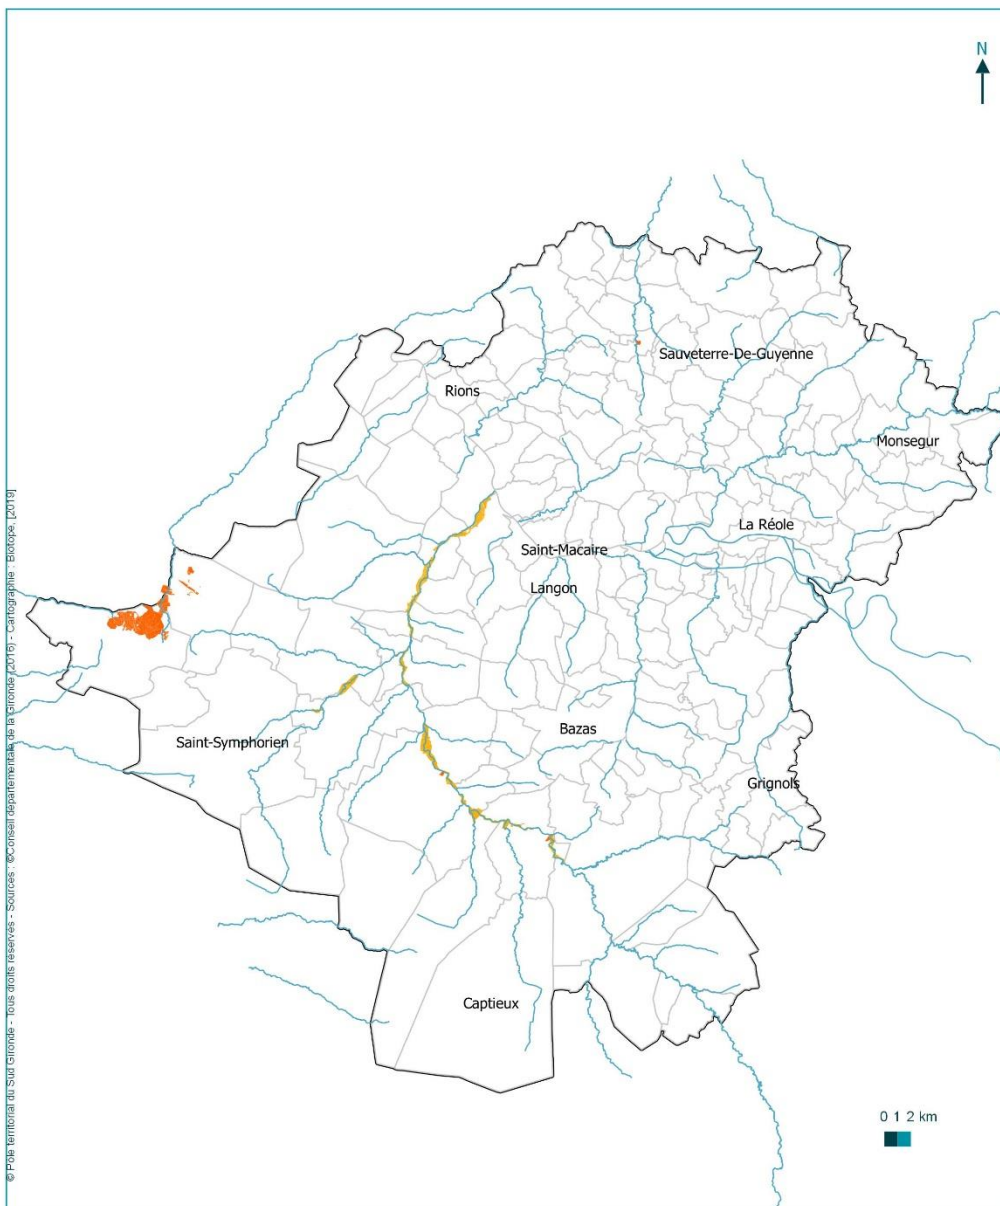 N
Sauveterre-De-Guyenne
Rions
Monsegur
La Réole
Saint-Macaire
Langon
Bazas
Saint-Symphorien
Grignols
Captieux
0 1 2 km
© Pôle territorial du Sud Gironde - Tous droits réservés - Sources : ©Conseil départementale de la Gironde (2016) - Cartographie : Biotope, [2019]